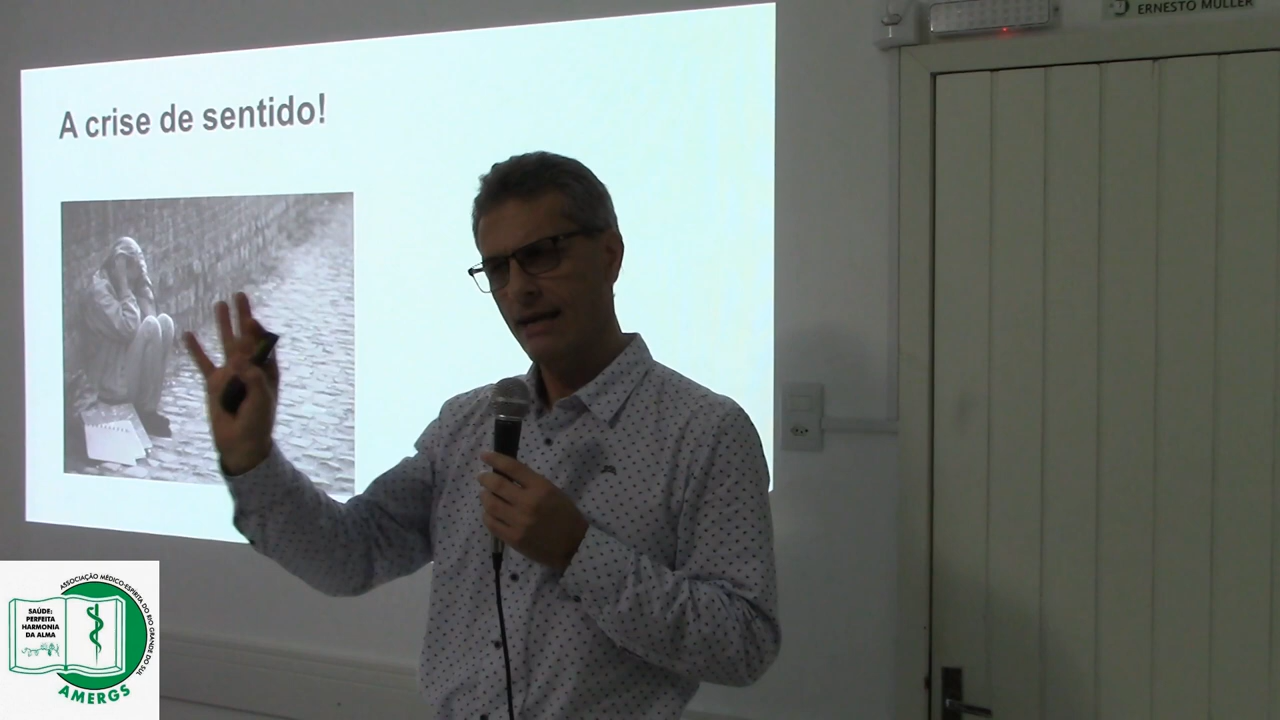 A crise de sentido!
ERNESTO MÜLLER
ASSOCIAÇÃO MÉDICO-ESPÍRITA DO RIO GRANDE DO SUL
SAÚDE:
PERFEITA
HARMONIA
DA ALMA
AMERGS